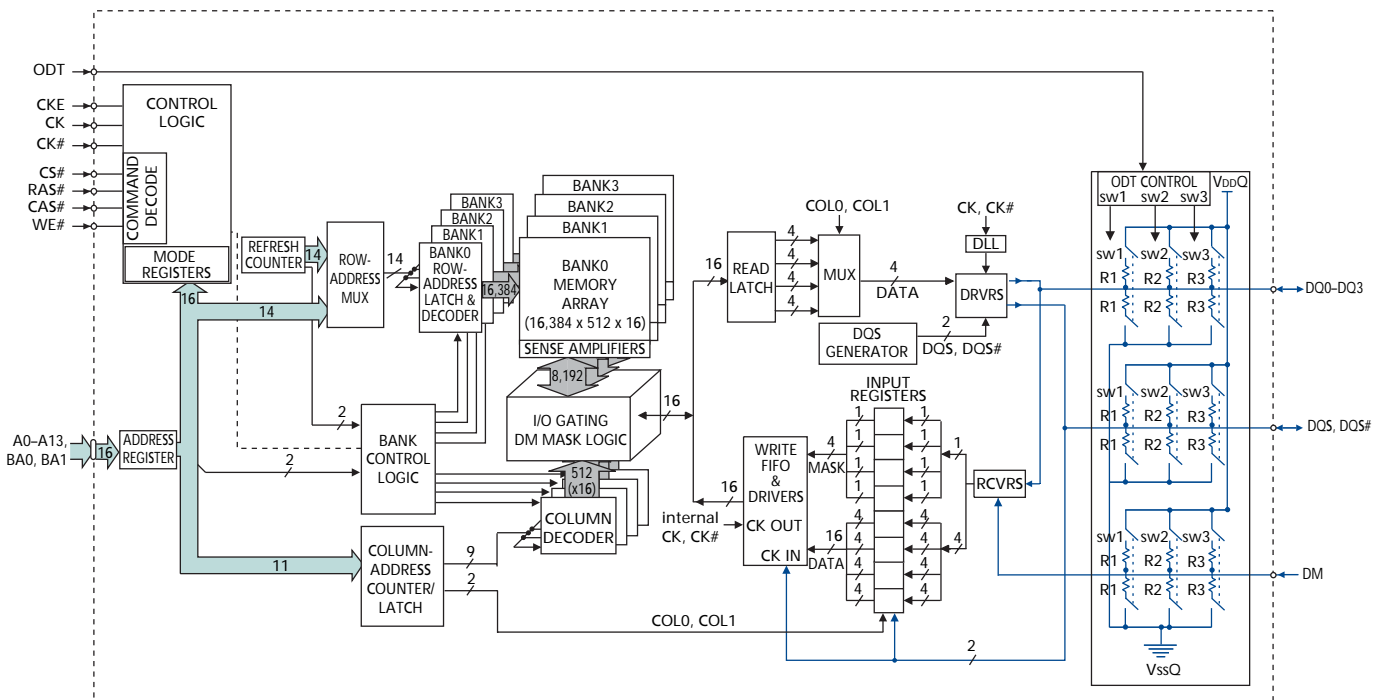 ODT
CKE
CK
CK#
CS#
RAS#
CAS#
WE#
CONTROL
LOGIC
COMMAND
DECODE
MODE
REGISTERS
REFRESH
COUNTER
14
ROW-
ADDRESS
MUX
14
16
14
BANK3
BANK2
BANK1
BANK0
ROW-
ADDRESS
LATCH &
DECODER
16,384
BANK3
BANK2
BANK1
BANK0
MEMORY
ARRAY
(16,384 x 512 x 16)
SENSE AMPLIFIERS
8,192
I/O GATING
DM MASK LOGIC
16
512
(x16)
COLUMN
DECODER
2
2
BANK
CONTROL
LOGIC
A0–A13,
BA0, BA1
16
ADDRESS
REGISTER
11
COLUMN-
ADDRESS
COUNTER/
LATCH
9
2
COL0, COL1
16
READ
LATCH
4
4
4
4
COL0, COL1
MUX
4
DATA
CK, CK#
DLL
DRVRS
DQS
GENERATOR
2
DQS, DQS#
INPUT
REGISTERS
1
1
1
1
1
1
1
1
1
4
MASK
WRITE
FIFO
&
DRIVERS
CK OUT
CK IN
16
internal
CK, CK#
16
DATA
4
4
4
4
4
4
4
4
4
RCVRS
2
ODT CONTROL
sw1 sw2 sw3
VDDQ
sw1 sw2 sw3
R1 R2 R3
R1 R2 R3
DQ0–DQ3
sw1 sw2 sw3
R1 R2 R3
R1 R2 R3
DQS, DQS#
sw1 sw2 sw3
R1 R2 R3
R1 R2 R3
DM
VssQ